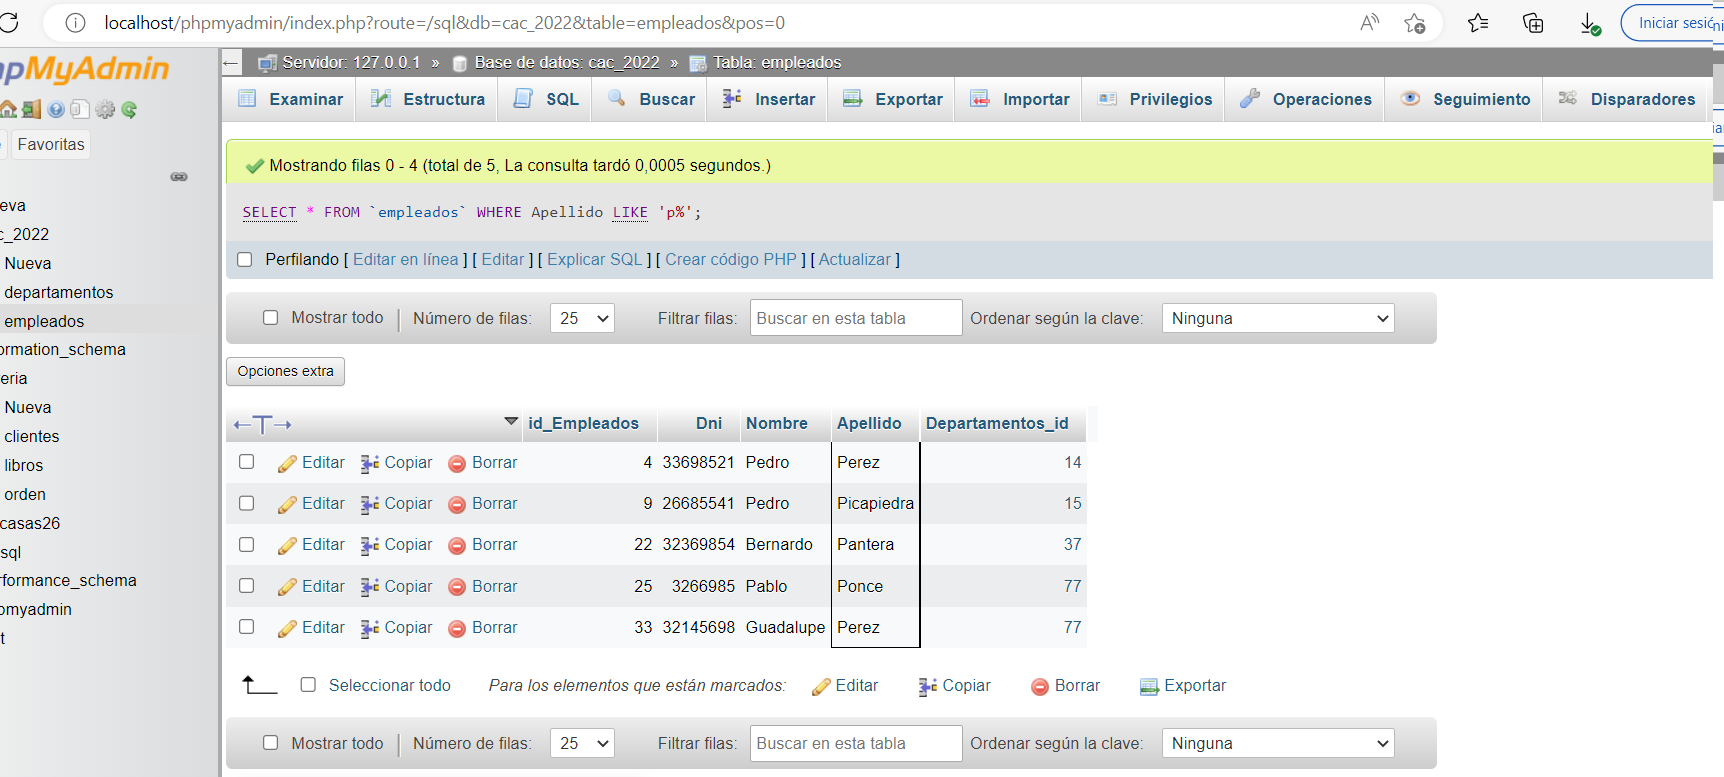 localhost/phpmyadmin/index.php?route=/sql&db=cac_2022&table=empleados&pos=0
Iniciar sesió
hpMyAdmin
Favoritas
eva
c_2022
Nueva
departamentos
empleados
ormation_schema
eria
Nueva
clientes
libros
orden
casas26
sql
rformance_schema
omyadmin
t
← Servidor: 127.0.0.1 » Base de datos: cac_2022 » Tabla: empleados
Examinar Estructura SQL Buscar Insertar Exportar Importar Privilegios Operaciones Seguimiento Disparadores
Mostrando filas 0 - 4 (total de 5, La consulta tardó 0,0005 segundos.)
SELECT * FROM `empleados` WHERE Apellido LIKE 'p%';
Perfilando [ Editar en línea ] [ Editar ] [ Explicar SQL ] [ Crear código PHP ] [ Actualizar ]
Mostrar todo | Número de filas: 25 Filtrar filas: Buscar en esta tabla Ordenar según la clave: Ninguna
Opciones extra
←T→ id_Empleados Dni Nombre Apellido Departamentos_id
Editar Copiar Borrar 4 33698521 Pedro Perez 14
Editar Copiar Borrar 9 26685541 Pedro Picapiedra 15
Editar Copiar Borrar 22 32369854 Bernardo Pantera 37
Editar Copiar Borrar 25 3266985 Pablo Ponce 77
Editar Copiar Borrar 33 32145698 Guadalupe Perez 77
Seleccionar todo Para los elementos que están marcados: Editar Copiar Borrar Exportar
Mostrar todo | Número de filas: 25 Filtrar filas: Buscar en esta tabla Ordenar según la clave: Ninguna